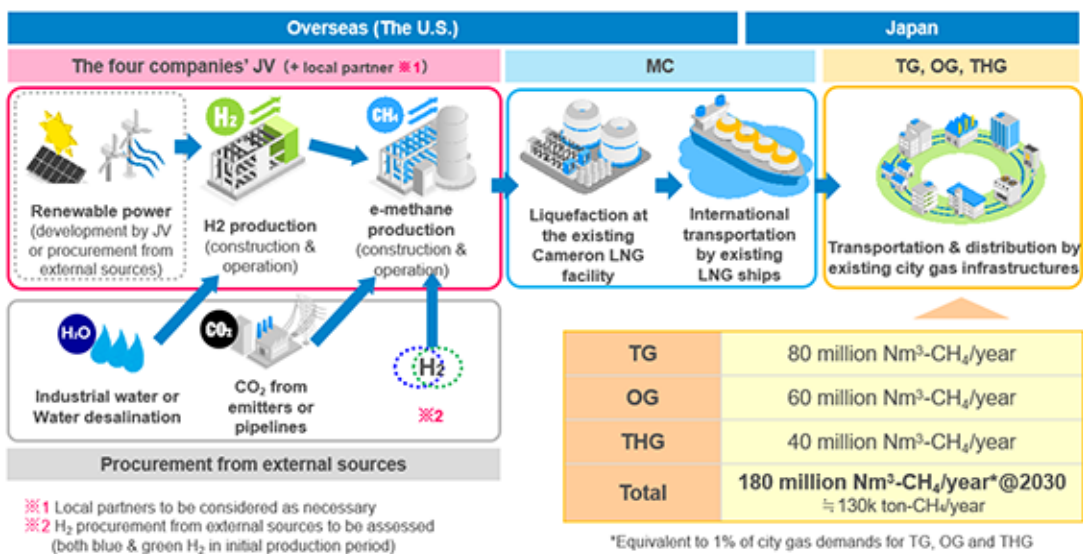 Overseas (The U.S.)
Japan
The four companies' JV (+ local partner ※1)
MC
TG, OG, THG
H₂
CH₄
Renewable power
(development by JV
or procurement from
external sources)
H2 production
(construction &
operation)
e-methane
production
(construction &
operation)
Liquefaction at
the existing
Cameron LNG
facility
International
transportation
by existing
LNG ships
Transportation & distribution by
existing city gas infrastructures
H₂O
Industrial water or
Water desalination
CO₂
CO₂ from
emitters or
pipelines
H₂
※2
Procurement from external sources
※1 Local partners to be considered as necessary
※2 H₂ procurement from external sources to be assessed
(both blue & green H₂ in initial production period)
TG 80 million Nm³-CH₄/year
OG 60 million Nm³-CH₄/year
THG 40 million Nm³-CH₄/year
Total 180 million Nm³-CH₄/year*@2030
≒ 130k ton-CH₄/year
*Equivalent to 1% of city gas demands for TG, OG and THG